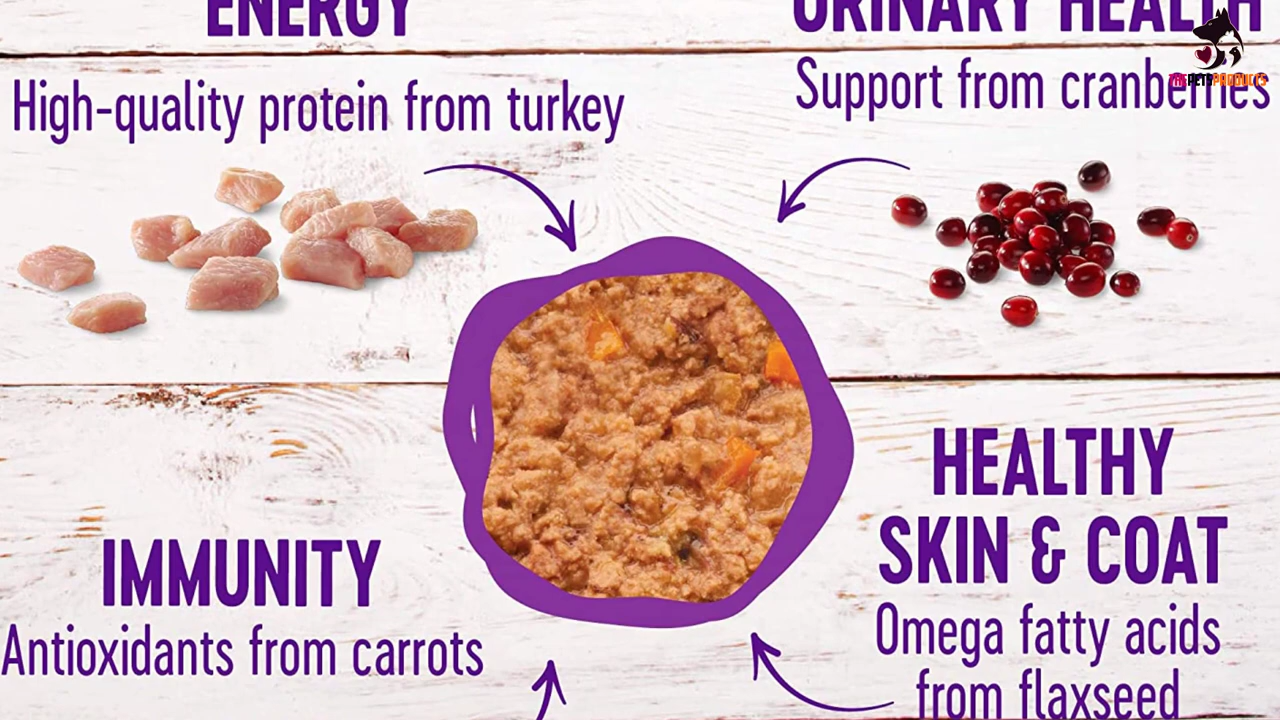 ENERGY
High-quality protein from turkey
URINARY HEALTH
Support from cranberries
THEPETSPRODUCTS
IMMUNITY
Antioxidants from carrots
HEALTHY
SKIN & COAT
Omega fatty acids
from flaxseed